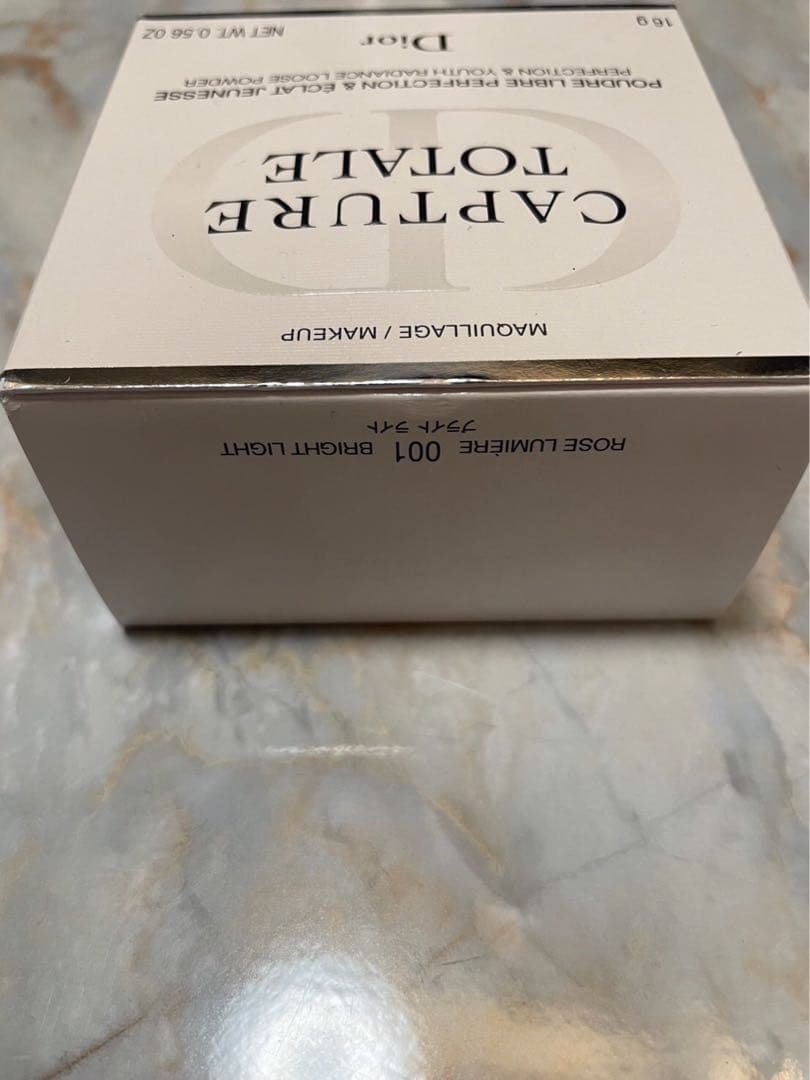 ROSE LUMIÈRE 001 BRIGHT LIGHT
ブライト ライト
MAQUILLAGE / MAKEUP
CAPTURE
TOTALE
POUDRE LIBRE PERFECTION & ÉCLAT JEUNESSE
PERFECTION & YOUTH RADIANCE LOOSE POWDER
16 g Dior NET WT. 0.56 OZ